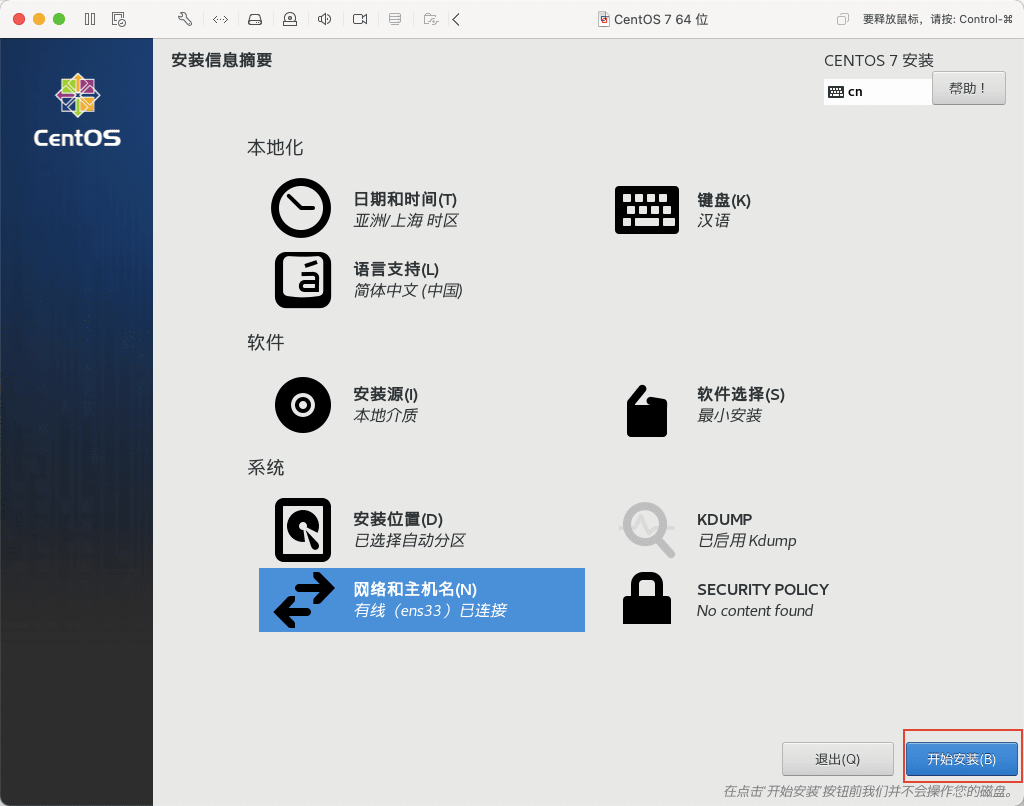 CentOS 7 64 位
要释放鼠标，请按: Control-⌘
安装信息摘要
CENTOS 7 安装
cn
帮助！
CentOS
本地化
日期和时间(T)
亚洲/上海 时区
键盘(K)
汉语
语言支持(L)
简体中文 (中国)
软件
安装源(I)
本地介质
软件选择(S)
最小安装
系统
安装位置(D)
已选择自动分区
KDUMP
已启用 Kdump
网络和主机名(N)
有线（ens33）已连接
SECURITY POLICY
No content found
退出(Q)
开始安装(B)
在点击‘开始安装’按钮前我们并不会操作您的磁盘。